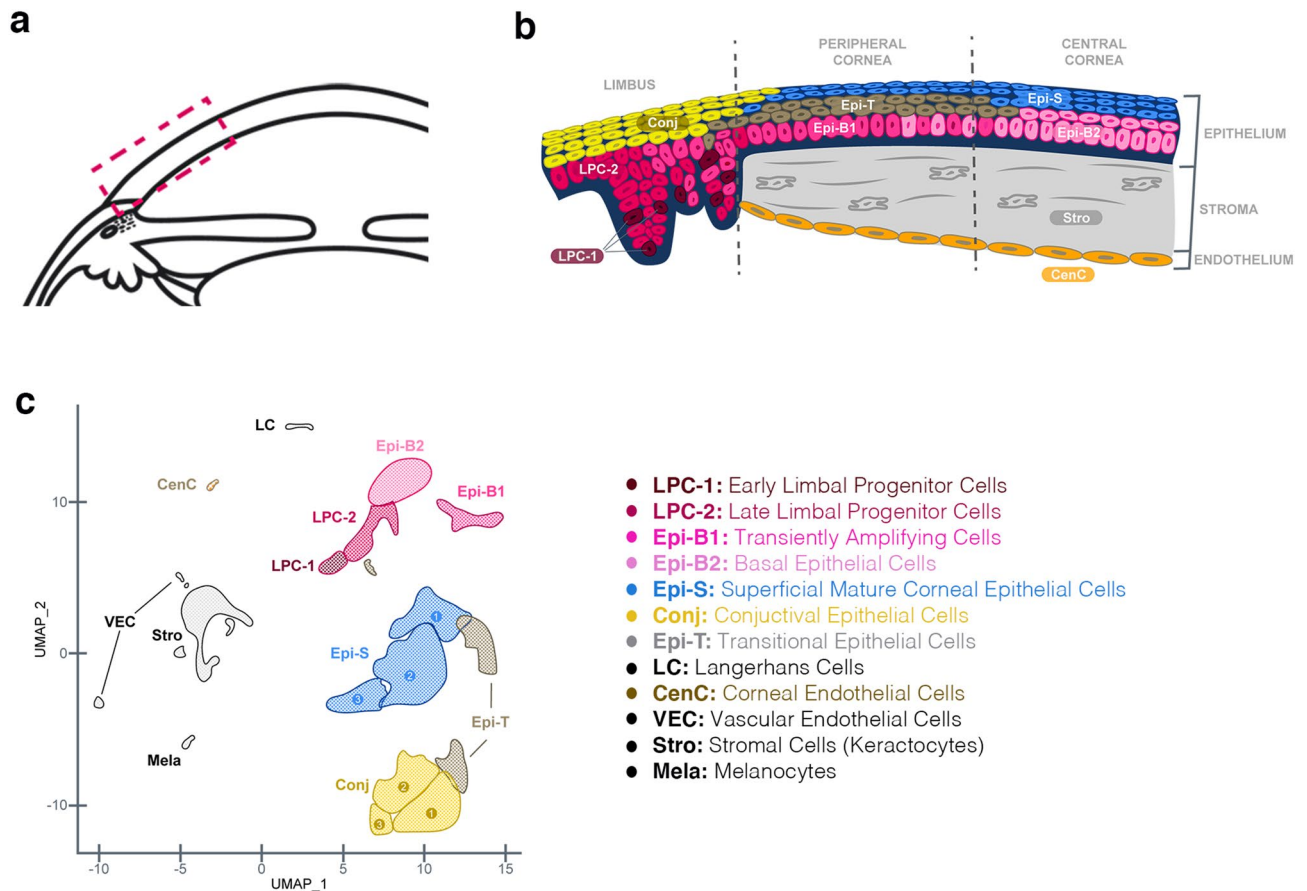 a
b
PERIPHERAL
CORNEA
CENTRAL
CORNEA
LIMBUS
Conj
Epi-T
Epi-S
Epi-B1
Epi-B2
LPC-2
LPC-1
Stro
CenC
EPITHELIUM
STROMA
ENDOTHELIUM
c
LC
Epi-B2
CenC
Epi-B1
10
LPC-2
LPC-1
VEC
Stro
1
UMAP_2
0
Epi-S
2
3
Epi-T
Mela
Conj
2
1
-10
3
-10
-5
0
5
10
15
UMAP_1
LPC-1: Early Limbal Progenitor Cells
LPC-2: Late Limbal Progenitor Cells
Epi-B1: Transiently Amplifying Cells
Epi-B2: Basal Epithelial Cells
Epi-S: Superficial Mature Corneal Epithelial Cells
Conj: Conjuctival Epithelial Cells
Epi-T: Transitional Epithelial Cells
LC: Langerhans Cells
CenC: Corneal Endothelial Cells
VEC: Vascular Endothelial Cells
Stro: Stromal Cells (Keractocytes)
Mela: Melanocytes